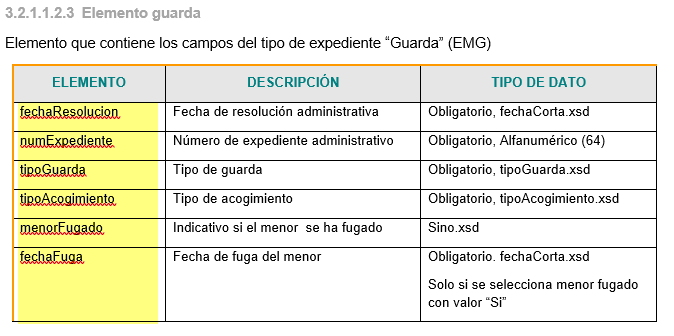 3.2.1.1.2.3 Elemento guarda
Elemento que contiene los campos del tipo de expediente “Guarda” (EMG)
ELEMENTO DESCRIPCIÓN TIPO DE DATO
fechaResolucion Fecha de resolución administrativa Obligatorio, fechaCorta.xsd
numExpediente Número de expediente administrativo Obligatorio, Alfanumérico (64)
tipoGuarda Tipo de guarda Obligatorio, tipoGuarda.xsd
tipoAcogimiento Tipo de acogimiento Obligatorio, tipoAcogimiento.xsd
menorFugado Indicativo si el menor se ha fugado Sino.xsd
fechaFuga Fecha de fuga del menor Obligatorio. fechaCorta.xsd
Solo si se selecciona menor fugado
con valor “Si”